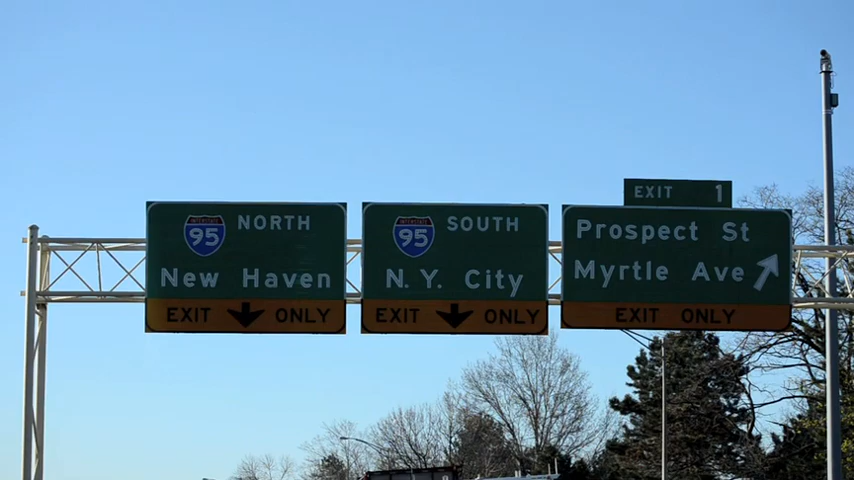 INTERSTATE
95 NORTH
New Haven
EXIT ONLY
INTERSTATE
95 SOUTH
N. Y. City
EXIT ONLY
EXIT 1
Prospect St
Myrtle Ave
EXIT ONLY